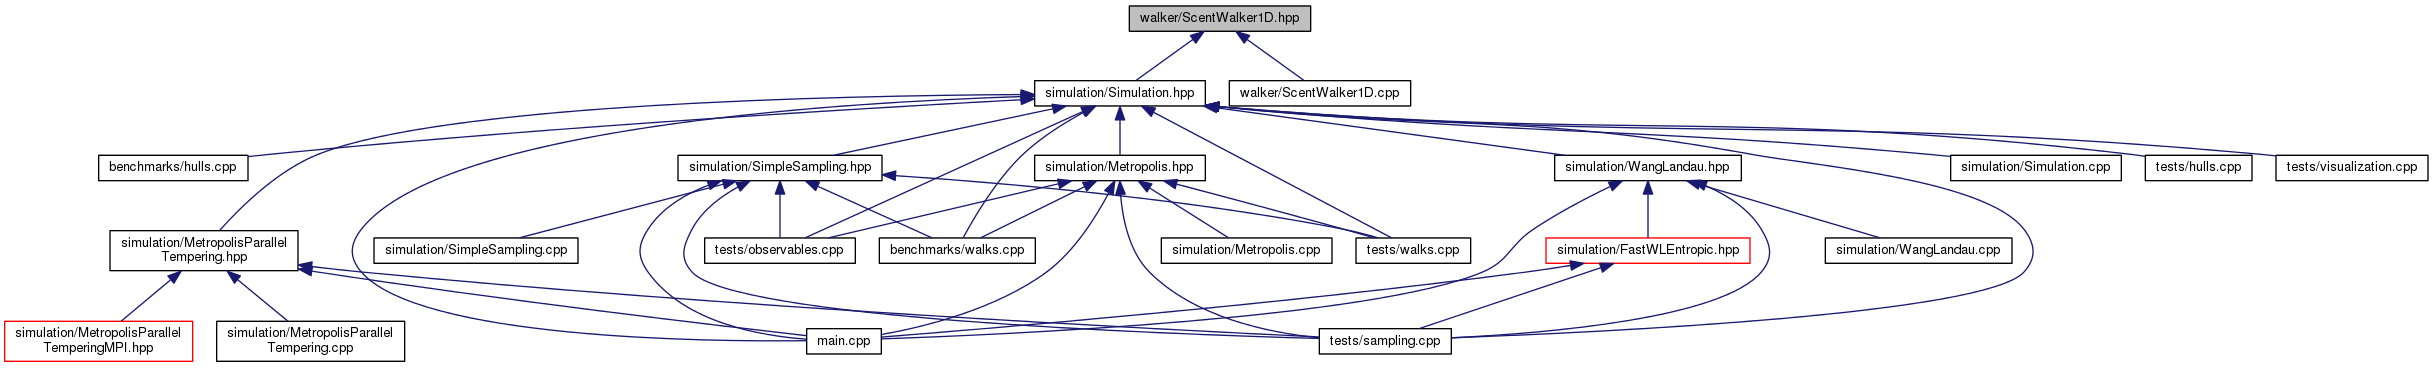 walker/ScentWalker1D.hpp
simulation/Simulation.hpp
walker/ScentWalker1D.cpp
benchmarks/hulls.cpp
simulation/SimpleSampling.hpp
simulation/Metropolis.hpp
simulation/WangLandau.hpp
simulation/Simulation.cpp
tests/hulls.cpp
tests/visualization.cpp
simulation/MetropolisParallel
Tempering.hpp
simulation/SimpleSampling.cpp
tests/observables.cpp
benchmarks/walks.cpp
simulation/Metropolis.cpp
tests/walks.cpp
simulation/FastWLEntropic.hpp
simulation/WangLandau.cpp
simulation/MetropolisParallel
TemperingMPI.hpp
simulation/MetropolisParallel
Tempering.cpp
main.cpp
tests/sampling.cpp